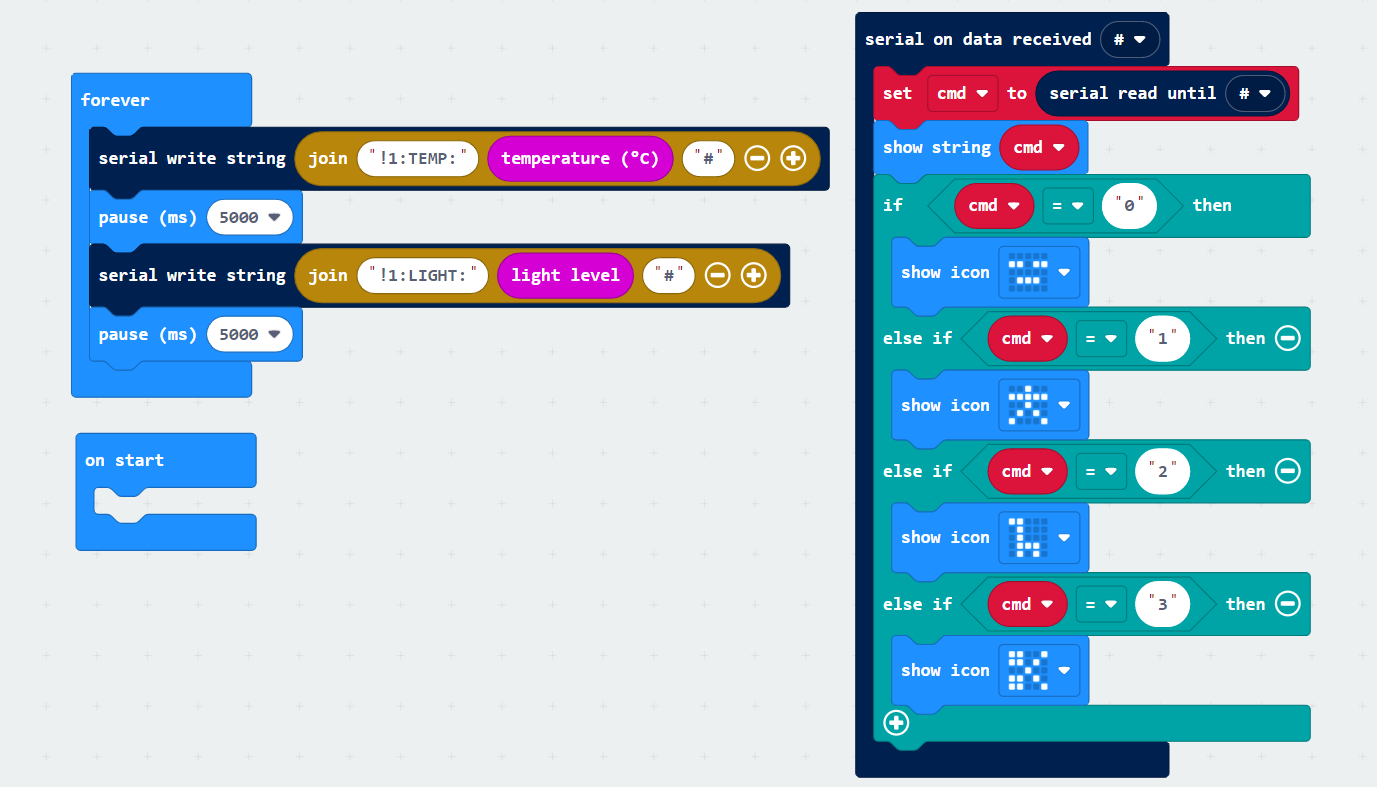 forever
serial write string join "!1:TEMP:" temperature (°C) "#"
pause (ms) 5000
serial write string join "!1:LIGHT:" light level "#"
pause (ms) 5000
on start
serial on data received #
set cmd to serial read until #
show string cmd
if cmd = "0" then
show icon
else if cmd = "1" then
show icon
else if cmd = "2" then
show icon
else if cmd = "3" then
show icon